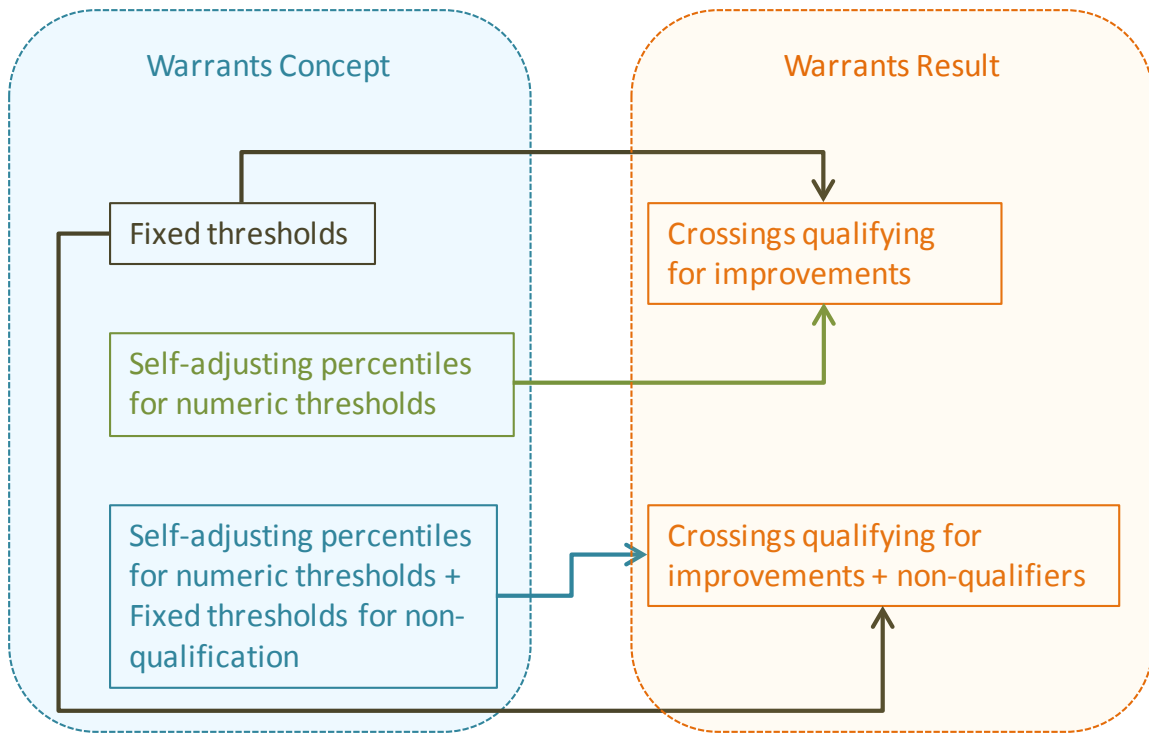 Warrants Concept
Warrants Result
Fixed thresholds
Crossings qualifying
for improvements
Self-adjusting percentiles
for numeric thresholds
Self-adjusting percentiles
for numeric thresholds +
Fixed thresholds for non-
qualification
Crossings qualifying for
improvements + non-qualifiers